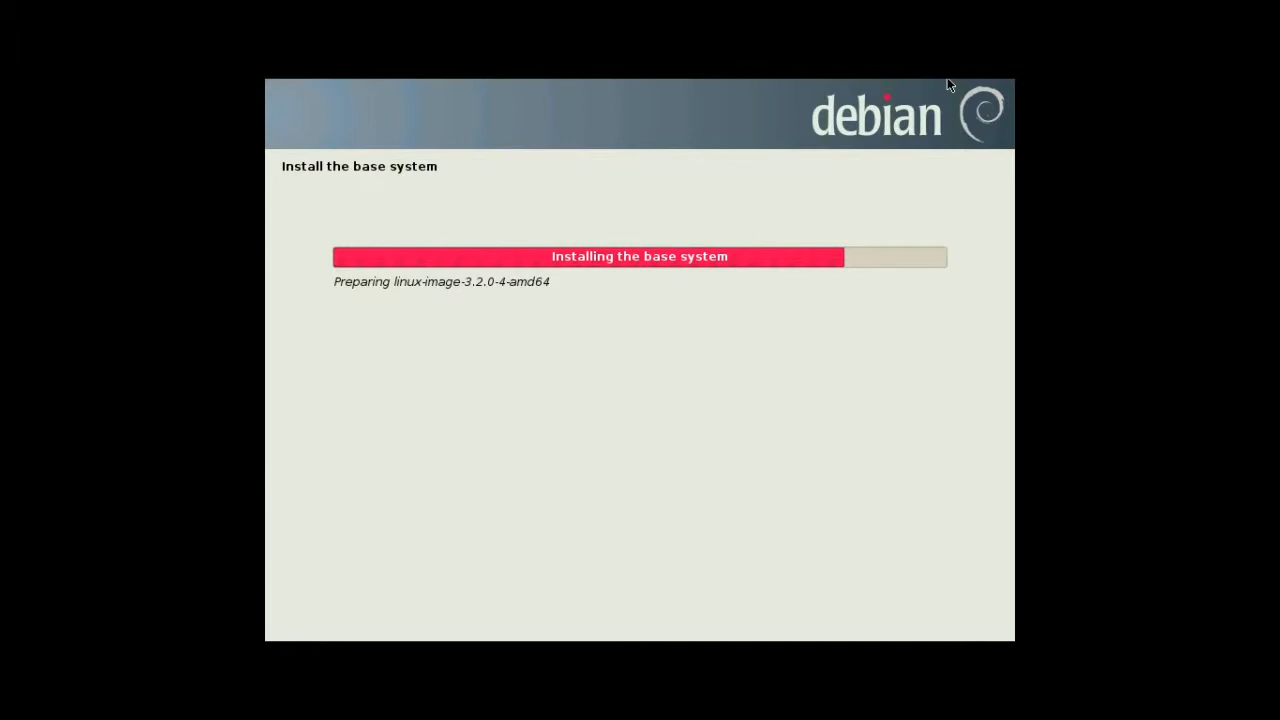 debian
Install the base system
Installing the base system
Preparing linux-image-3.2.0-4-amd64